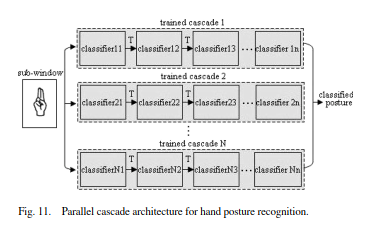 trained cascade 1
T T
classifier11 classifier12 classifier13 ... classifier 1n
sub-window
trained cascade 2
T T
classifier21 classifier22 classifier23 ... classifier 2n
classified
posture
⋮
trained cascade N
T T
classifierN1 classifierN2 classifierN3 ... classifier Nn
Fig. 11. Parallel cascade architecture for hand posture recognition.